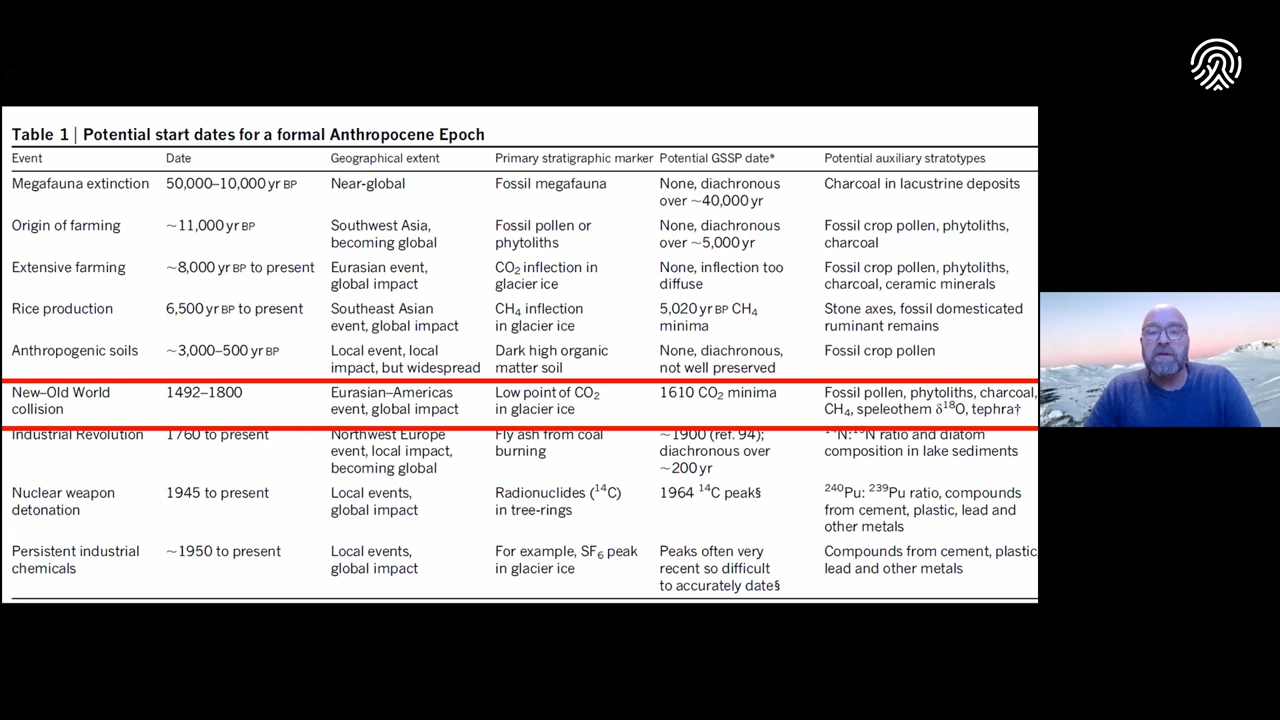 Table 1 | Potential start dates for a formal Anthropocene Epoch
Event Date Geographical extent Primary stratigraphic marker Potential GSSP date* Potential auxiliary stratotypes
Megafauna extinction 50,000–10,000 yr BP Near-global Fossil megafauna None, diachronous Charcoal in lacustrine deposits
over ~40,000 yr
Origin of farming ~11,000 yr BP Southwest Asia, Fossil pollen or None, diachronous Fossil crop pollen, phytoliths,
becoming global phytoliths over ~5,000 yr charcoal
Extensive farming ~8,000 yr BP to present Eurasian event, CO₂ inflection in None, inflection too Fossil crop pollen, phytoliths,
global impact glacier ice diffuse charcoal, ceramic minerals
Rice production 6,500 yr BP to present Southeast Asian CH₄ inflection 5,020 yr BP CH₄ Stone axes, fossil domesticated
event, global impact in glacier ice minima ruminant remains
Anthropogenic soils ~3,000–500 yr BP Local event, local Dark high organic None, diachronous, Fossil crop pollen
impact, but widespread matter soil not well preserved
New–Old World 1492–1800 Eurasian–Americas Low point of CO₂ 1610 CO₂ minima Fossil pollen, phytoliths, charcoal,
collision event, global impact in glacier ice CH₄, speleothem δ¹⁸O, tephra†
Industrial Revolution 1760 to present Northwest Europe Fly ash from coal ~1900 (ref. 94); ¹⁴N:¹⁵N ratio and diatom
event, local impact, burning diachronous over composition in lake sediments
becoming global ~200 yr
Nuclear weapon 1945 to present Local events, Radionuclides (¹⁴C) 1964 ¹⁴C peak§ ²⁴⁰Pu: ²³⁹Pu ratio, compounds
detonation global impact in tree-rings from cement, plastic, lead and
other metals
Persistent industrial ~1950 to present Local events, For example, SF₆ peak Peaks often very Compounds from cement, plastic
chemicals global impact in glacier ice recent so difficult lead and other metals
to accurately date§